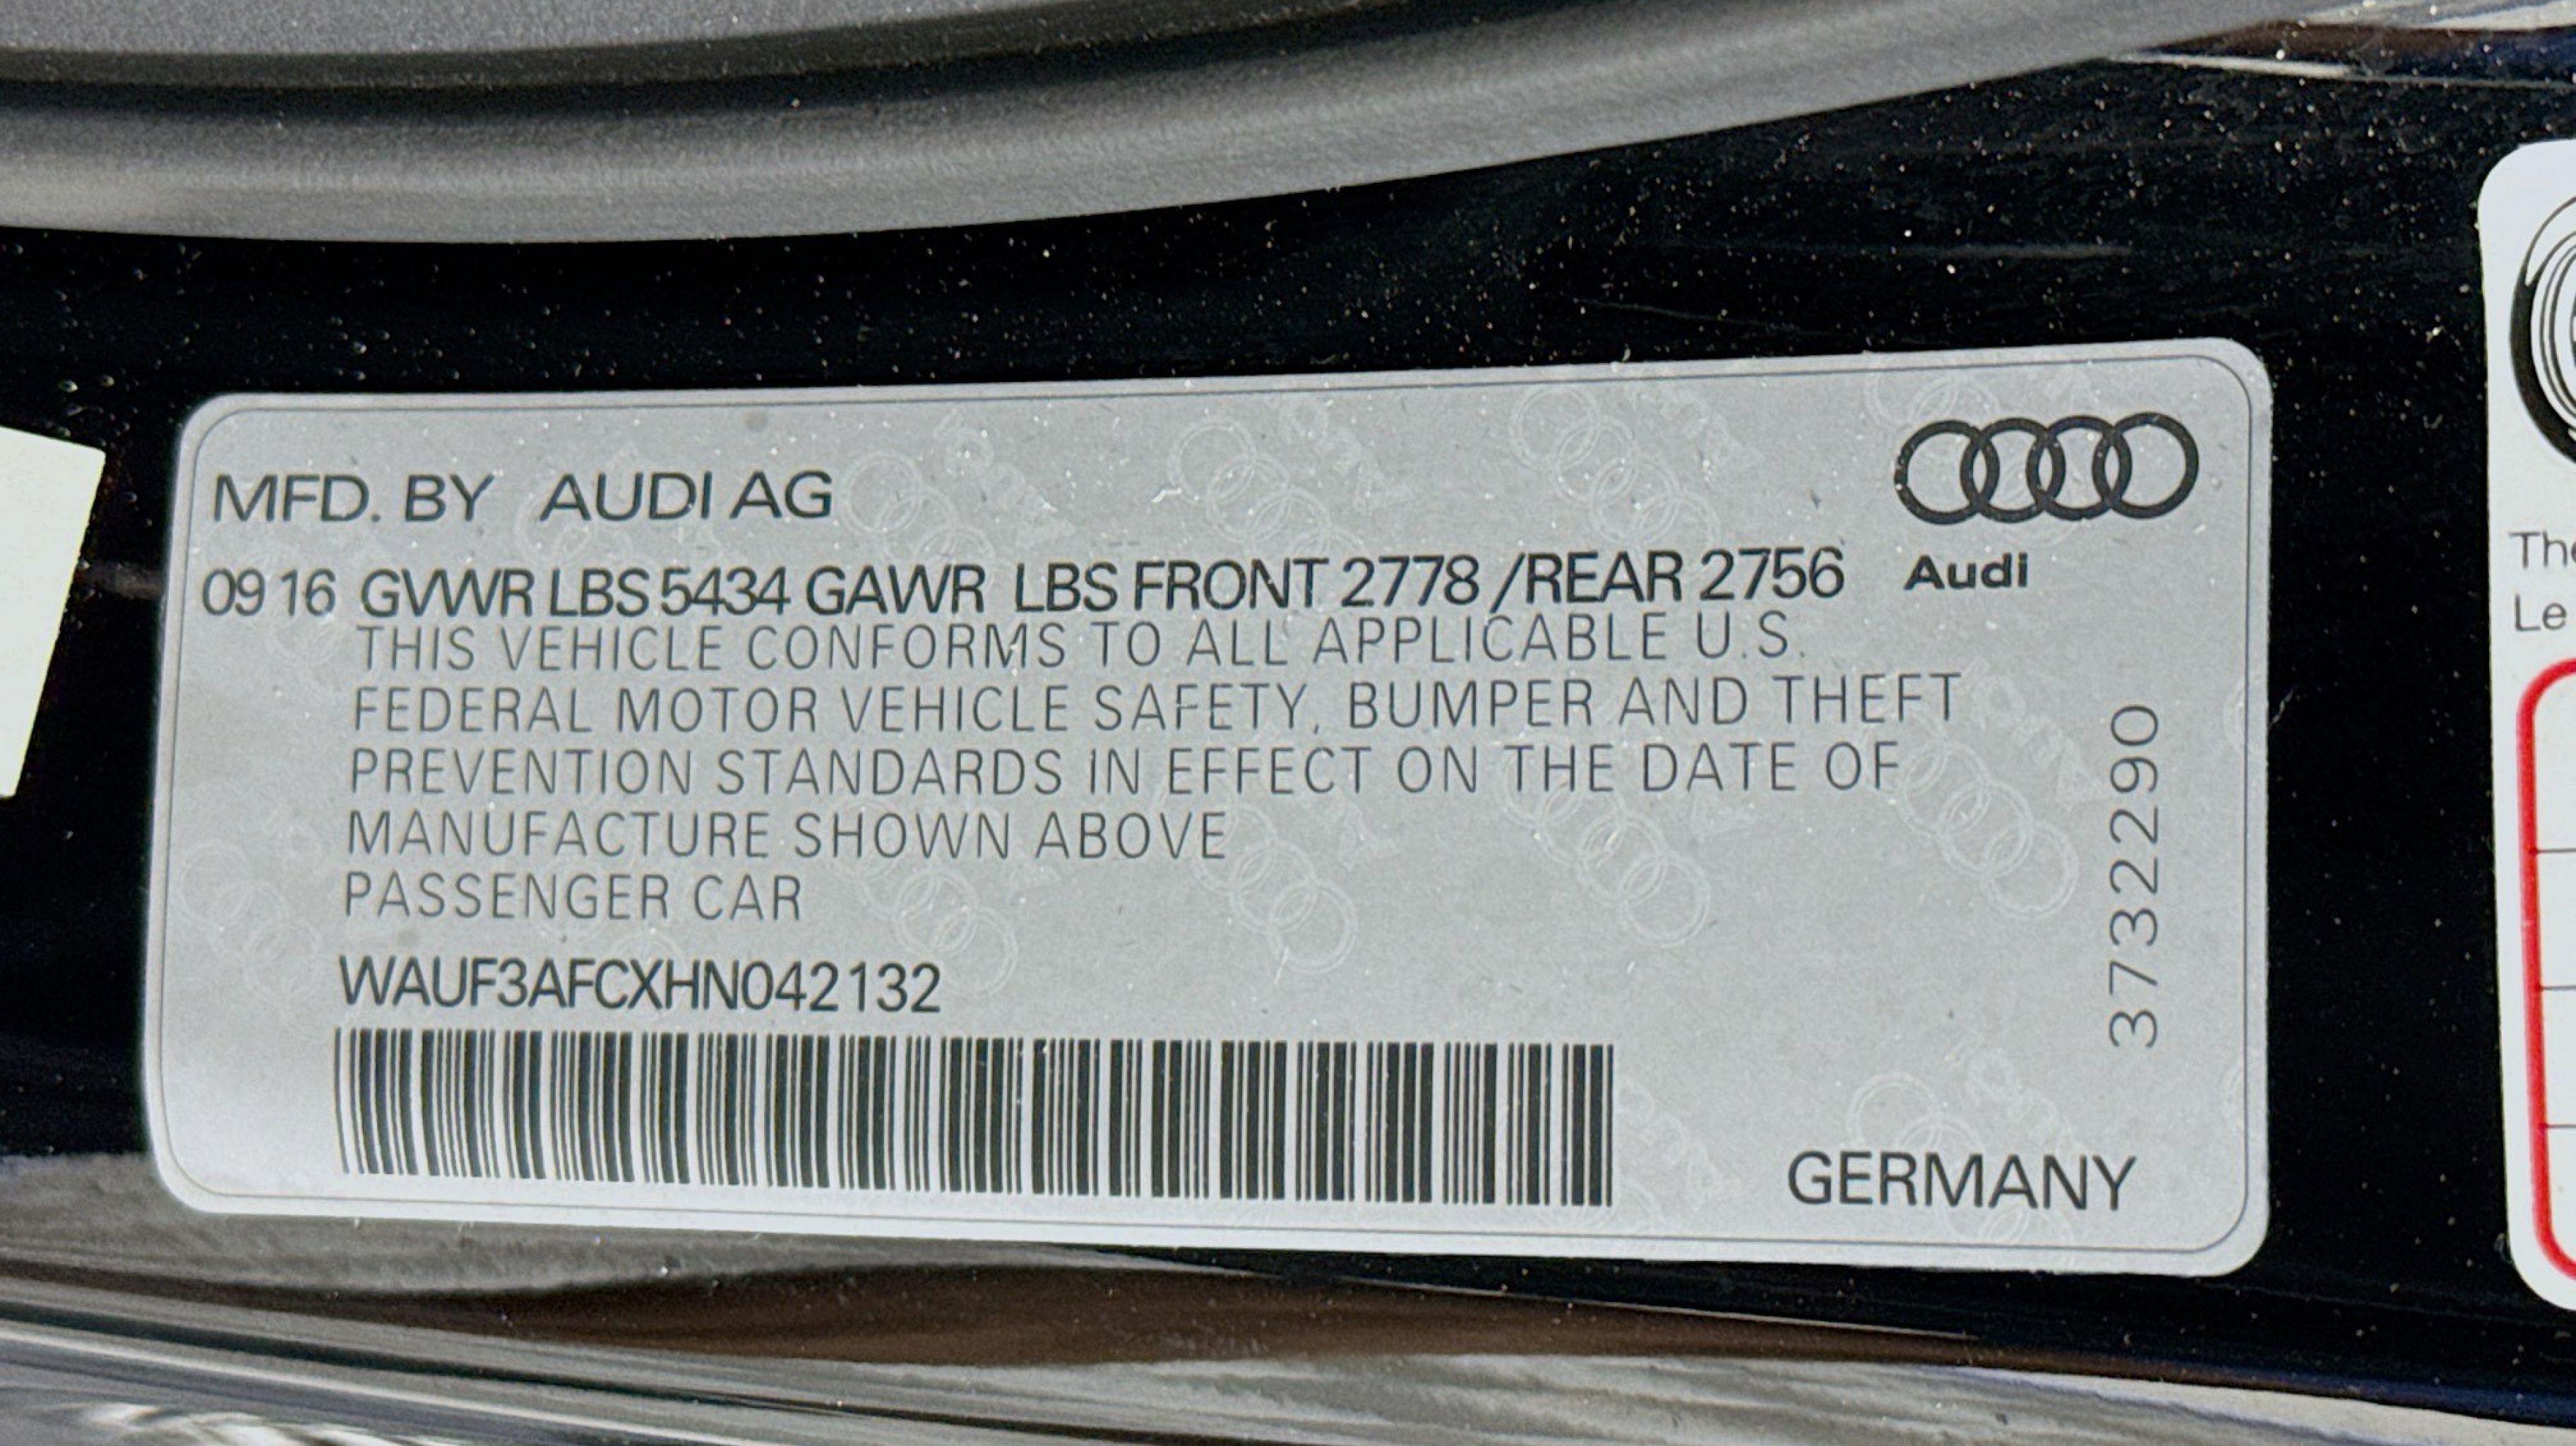 MFD. BY AUDI AG
09 16 GVWR LBS 5434 GAWR LBS FRONT 2778 /REAR 2756
Audi
THIS VEHICLE CONFORMS TO ALL APPLICABLE U.S.
FEDERAL MOTOR VEHICLE SAFETY, BUMPER AND THEFT
PREVENTION STANDARDS IN EFFECT ON THE DATE OF
MANUFACTURE SHOWN ABOVE
PASSENGER CAR
WAUF3AFCXHN042132
3732290
GERMANY
Le